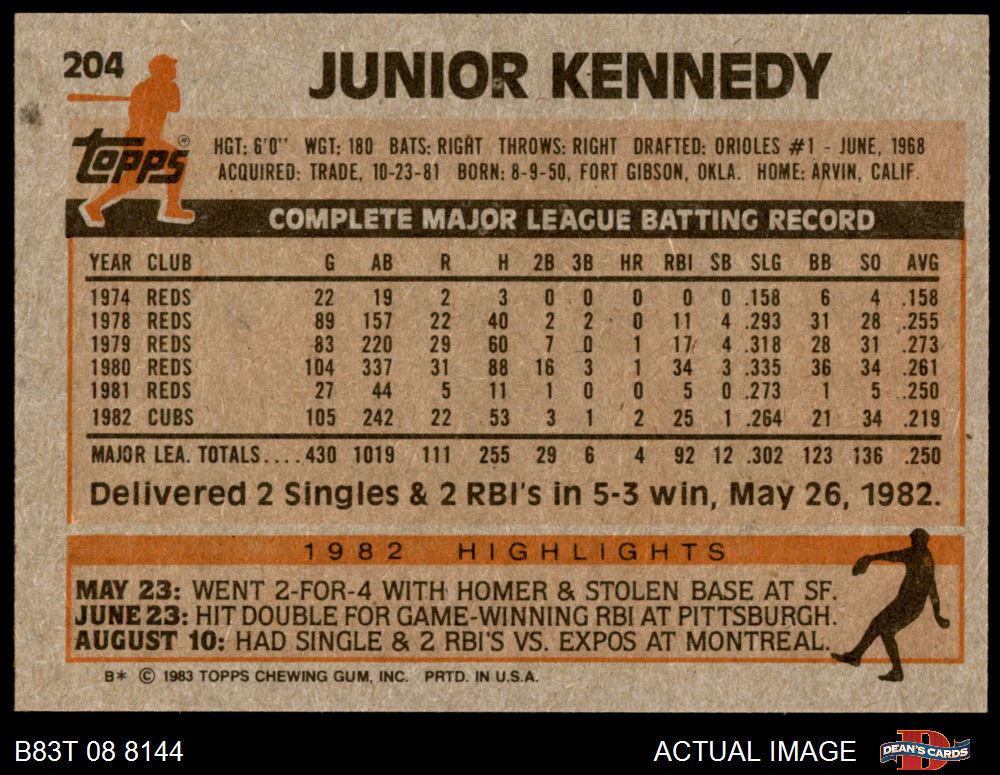 204
JUNIOR KENNEDY
Topps®
HGT: 6'0" WGT: 180 BATS: RIGHT THROWS: RIGHT DRAFTED: ORIOLES #1 - JUNE, 1968
ACQUIRED: TRADE, 10-23-81 BORN: 8-9-50, FORT GIBSON, OKLA. HOME: ARVIN, CALIF.
COMPLETE MAJOR LEAGUE BATTING RECORD
YEAR CLUB G AB R H 2B 3B HR RBI SB SLG BB SO AVG
1974 REDS 22 19 2 3 0 0 0 0 0 .158 6 4 .158
1978 REDS 89 157 22 40 2 2 0 11 4 .293 31 28 .255
1979 REDS 83 220 29 60 7 0 1 17 4 .318 28 31 .273
1980 REDS 104 337 31 88 16 3 1 34 3 .335 36 34 .261
1981 REDS 27 44 5 11 1 0 0 5 0 .273 1 5 .250
1982 CUBS 105 242 22 53 3 1 2 25 1 .264 21 34 .219
MAJOR LEA. TOTALS....430 1019 111 255 29 6 4 92 12 .302 123 136 .250
Delivered 2 Singles & 2 RBI's in 5-3 win, May 26, 1982.
1982 HIGHLIGHTS
MAY 23: WENT 2-FOR-4 WITH HOMER & STOLEN BASE AT SF.
JUNE 23: HIT DOUBLE FOR GAME-WINNING RBI AT PITTSBURGH.
AUGUST 10: HAD SINGLE & 2 RBI'S VS. EXPOS AT MONTREAL.
B* © 1983 TOPPS CHEWING GUM, INC. PRTD. IN U.S.A.
B83T 08 8144
ACTUAL IMAGE
D
DEAN'S CARDS